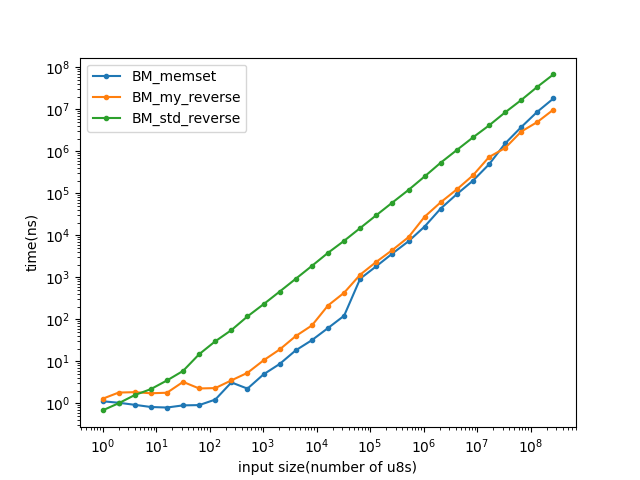 10^8
10^7
10^6
10^5
10^4
10^3
10^2
10^1
10^0
time(ns)
BM_memset
BM_my_reverse
BM_std_reverse
10^0 10^1 10^2 10^3 10^4 10^5 10^6 10^7 10^8
input size(number of u8s)